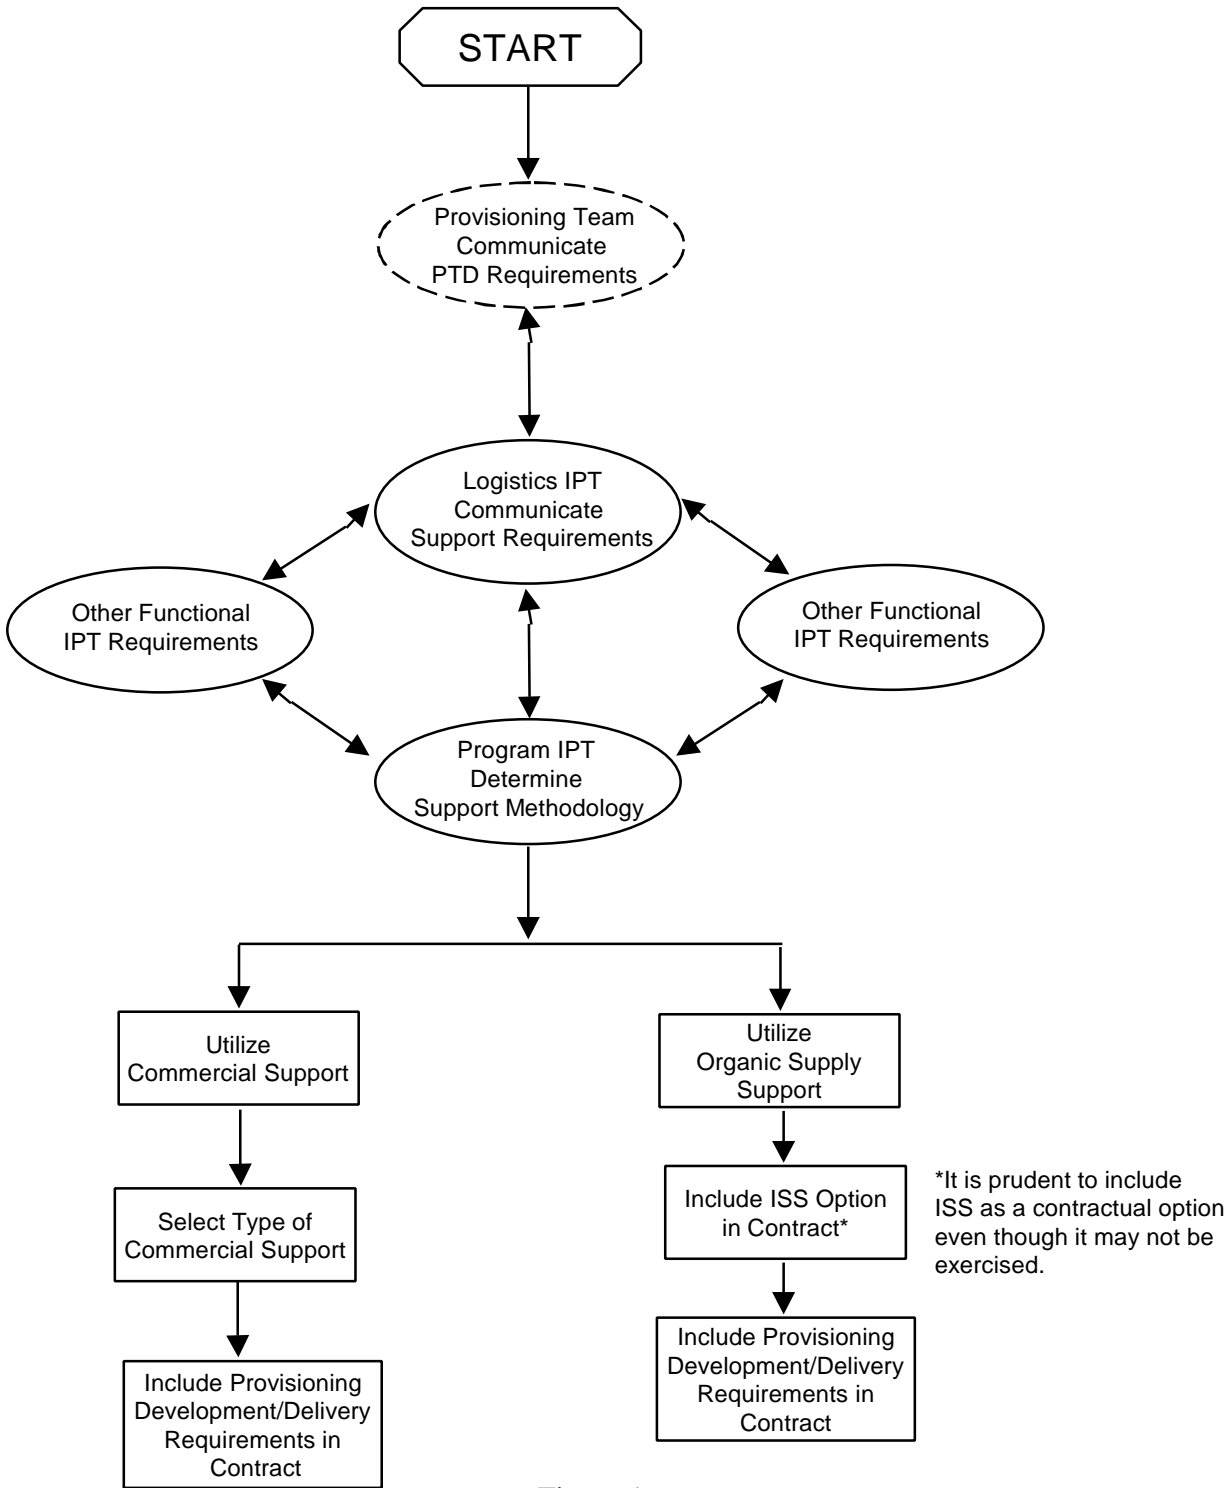 START
Provisioning Team
Communicate
PTD Requirements
Logistics IPT
Communicate
Support Requirements
Other Functional
IPT Requirements
Other Functional
IPT Requirements
Program IPT
Determine
Support Methodology
Utilize
Commercial Support
Select Type of
Commercial Support
Include Provisioning
Development/Delivery
Requirements in
Contract
Utilize
Organic Supply
Support
Include ISS Option
in Contract*
*It is prudent to include
ISS as a contractual option
even though it may not be
exercised.
Include Provisioning
Development/Delivery
Requirements in
Contract